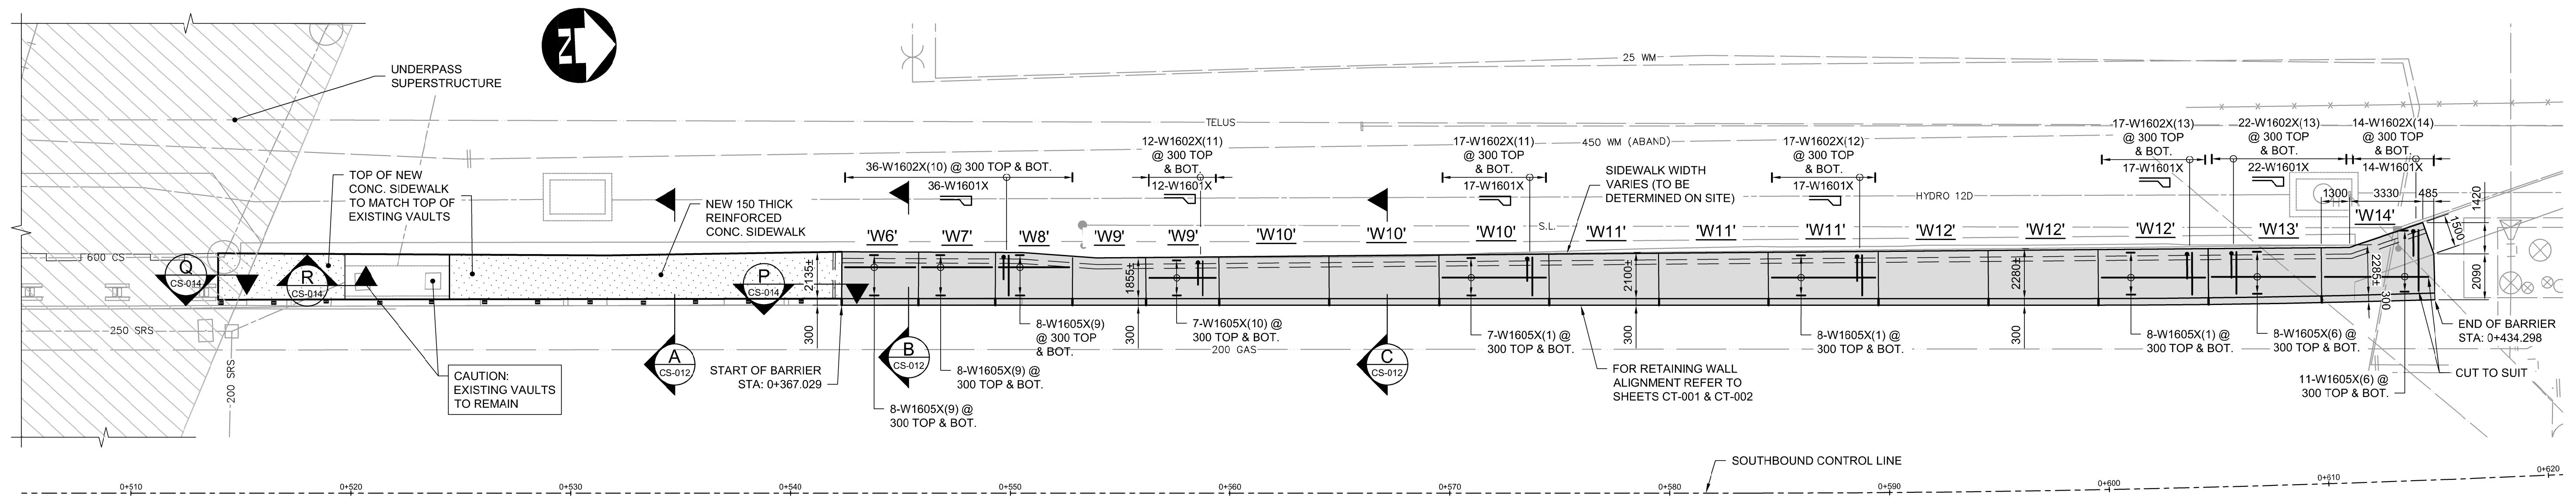 N
25 WM
UNDERPASS
SUPERSTRUCTURE
TELUS
450 WM (ABAND)
HYDRO 12D
S.L.
36-W1602X(10) @ 300 TOP & BOT.
36-W1601X
12-W1602X(11)
@ 300 TOP
& BOT.
12-W1601X
17-W1602X(11)
@ 300 TOP
& BOT.
17-W1601X
17-W1602X(12)
@ 300 TOP
& BOT.
17-W1601X
17-W1602X(13)
@ 300 TOP
& BOT.
17-W1601X
22-W1602X(13)
@ 300 TOP
& BOT.
22-W1601X
14-W1602X(14)
@ 300 TOP
& BOT.
14-W1601X
1300
3330
485
1420
1500
2090
TOP OF NEW
CONC. SIDEWALK
TO MATCH TOP OF
EXISTING VAULTS
NEW 150 THICK
REINFORCED
CONC. SIDEWALK
SIDEWALK WIDTH
VARIES (TO BE
DETERMINED ON SITE)
'W6'
'W7'
'W8'
'W9'
'W9'
'W10'
'W10'
'W10'
'W11'
'W11'
'W11'
'W12'
'W12'
'W12'
'W13'
'W14'
600 CS
Q
CS-014
R
CS-014
P
CS-014
2135±
1855±
2100±
2280±
2285±
300
300
300
300
300
250 SRS
200 SRS
200 GAS
A
CS-012
B
CS-012
C
CS-012
START OF BARRIER
STA: 0+367.029
CAUTION:
EXISTING VAULTS
TO REMAIN
8-W1605X(9) @
300 TOP & BOT.
8-W1605X(9) @
300 TOP & BOT.
8-W1605X(9)
@ 300 TOP
& BOT.
7-W1605X(10) @
300 TOP & BOT.
7-W1605X(1) @
300 TOP & BOT.
FOR RETAINING WALL
ALIGNMENT REFER TO
SHEETS CT-001 & CT-002
8-W1605X(1) @
300 TOP & BOT.
8-W1605X(1) @
300 TOP & BOT.
8-W1605X(6) @
300 TOP & BOT.
11-W1605X(6) @
300 TOP & BOT.
END OF BARRIER
STA: 0+434.298
CUT TO SUIT
SOUTHBOUND CONTROL LINE
0+510
0+520
0+530
0+540
0+550
0+560
0+570
0+580
0+590
0+600
0+610
0+620